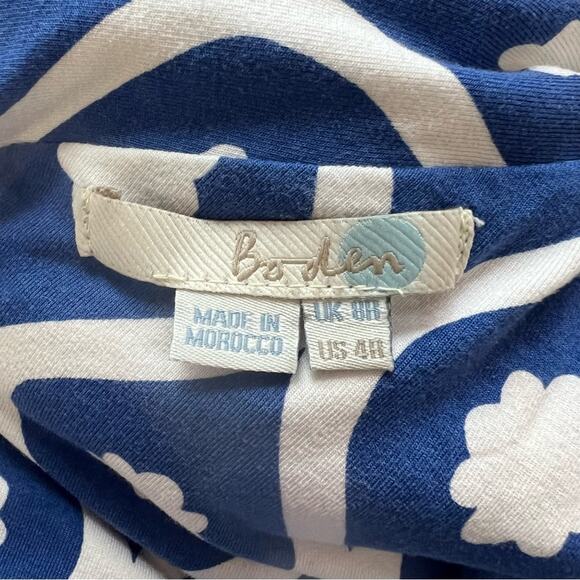 Boden
MADE IN
MOROCCO
UK 8R
US 4R